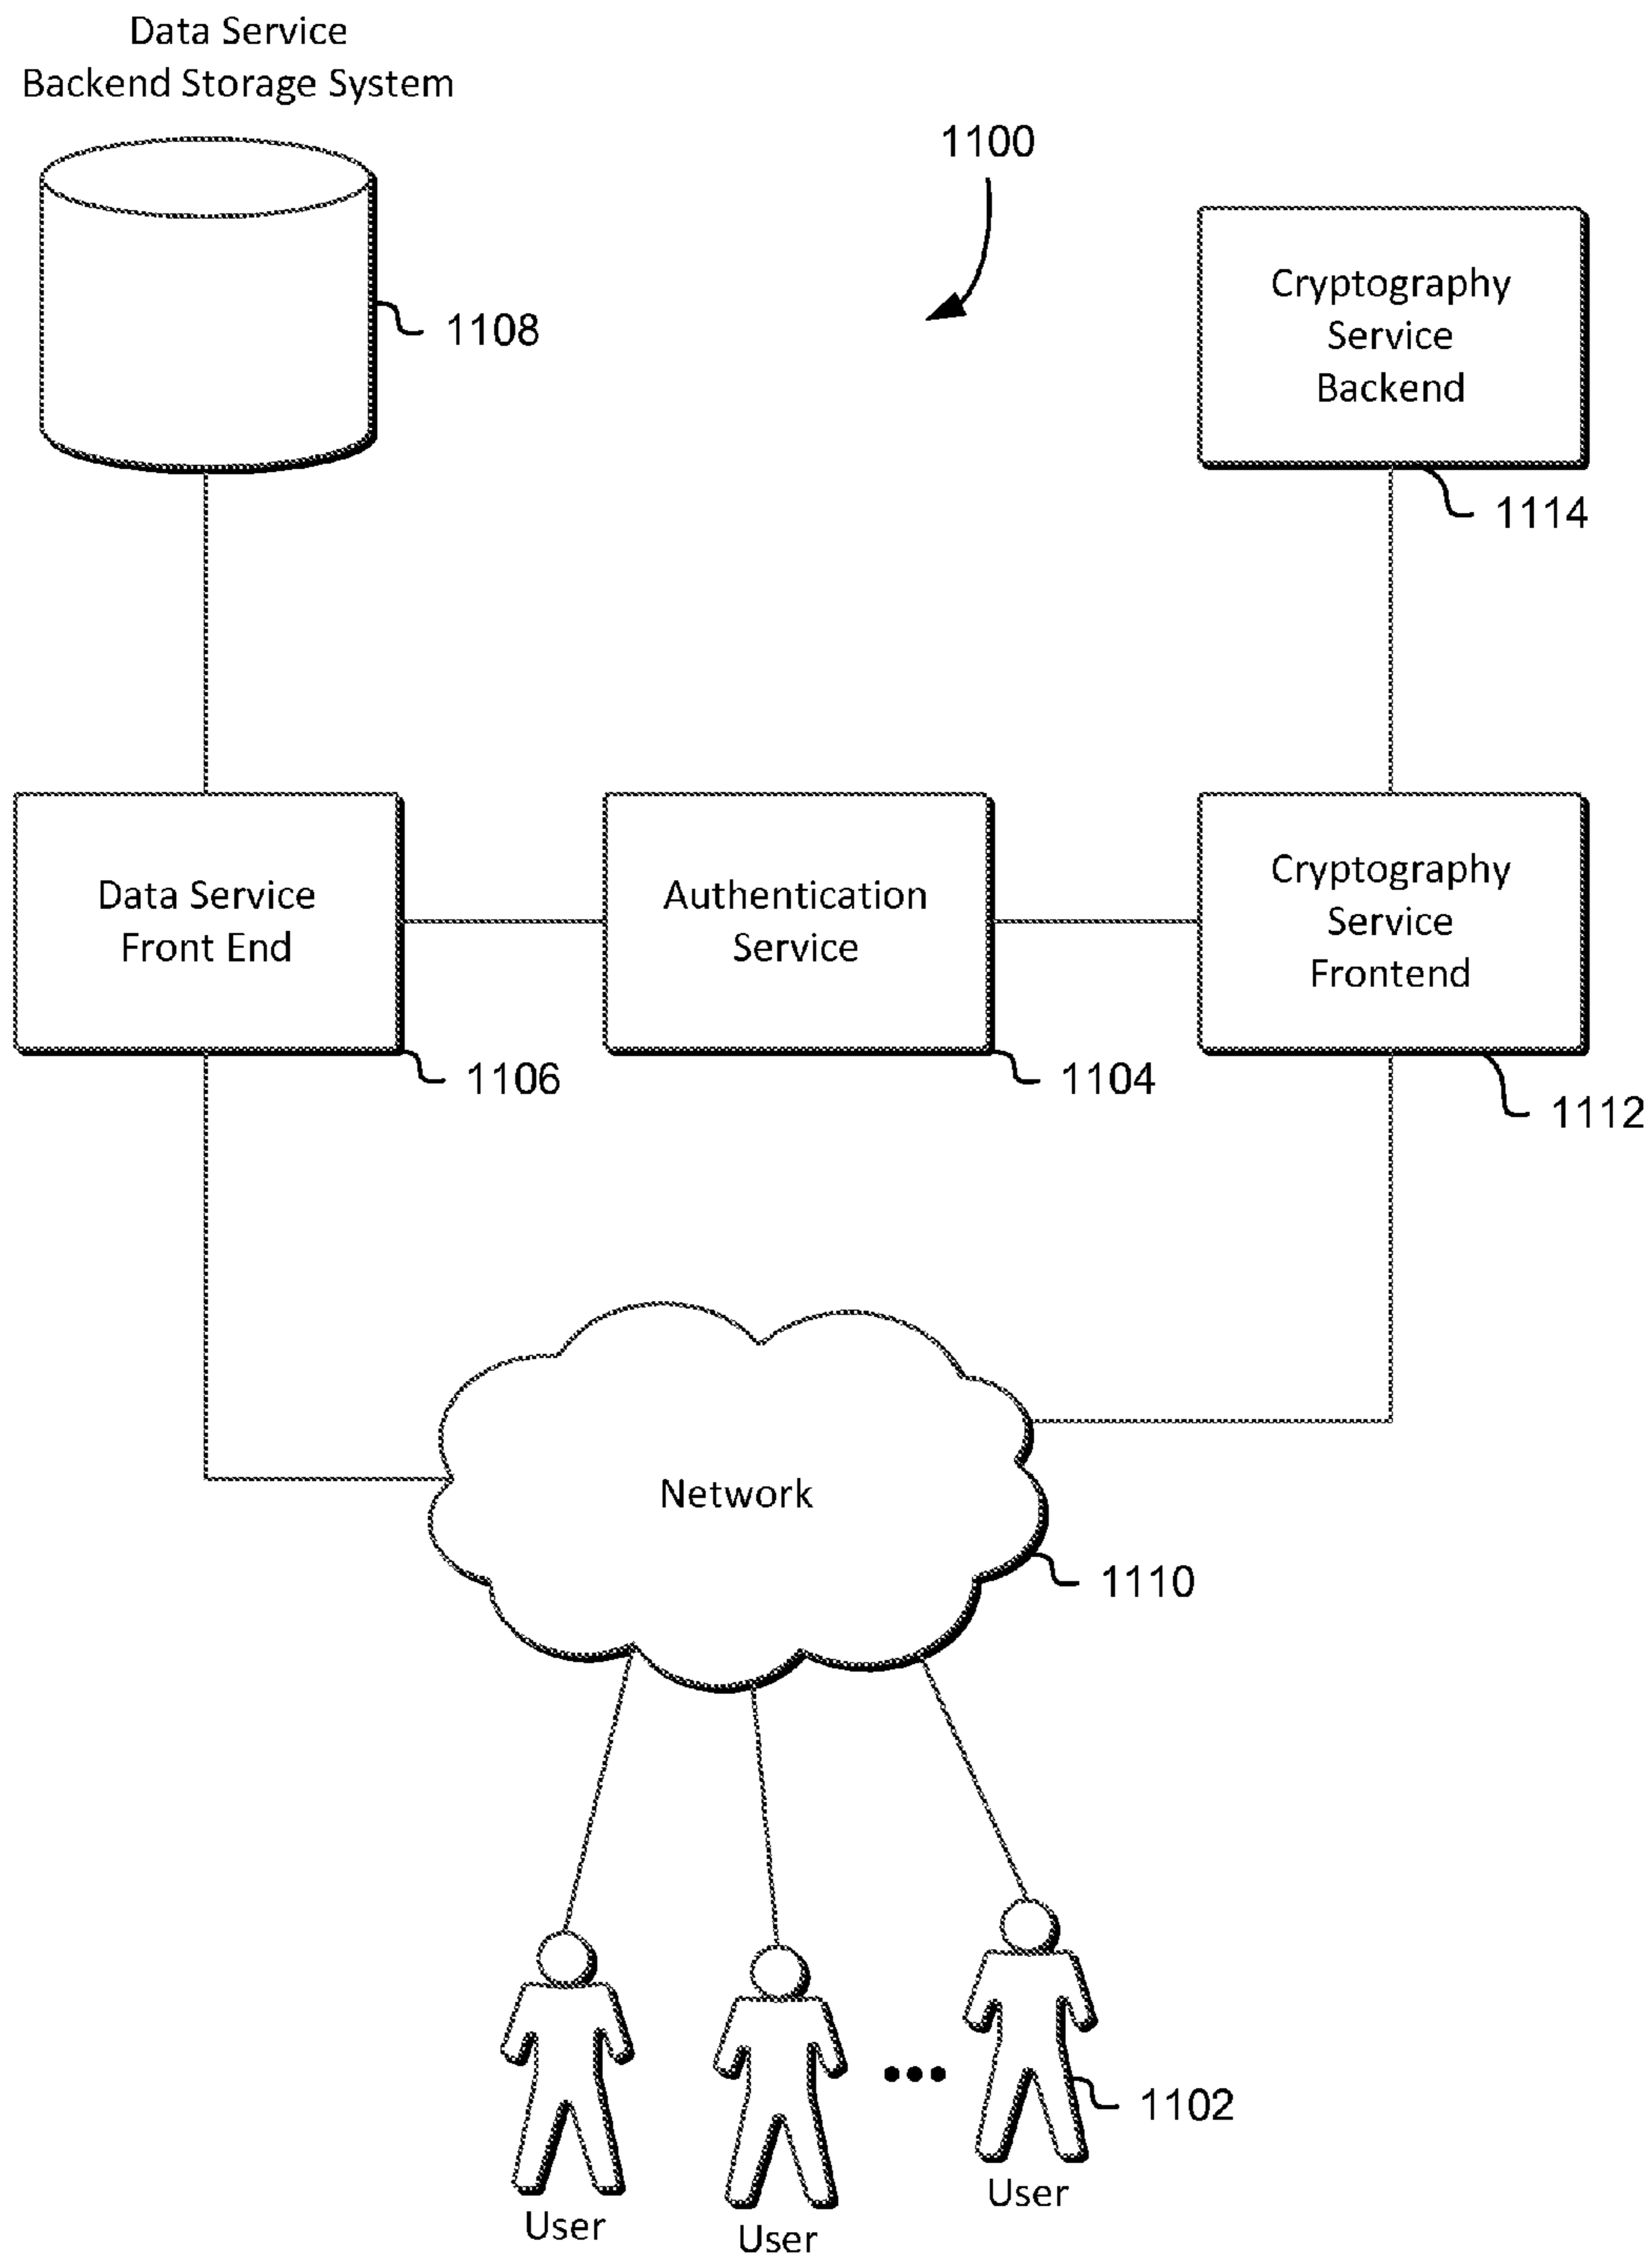 Data Service
Backend Storage System
1100
1108
Cryptography
Service
Backend
1114
Data Service
Front End
1106
Authentication
Service
1104
Cryptography
Service
Frontend
1112
Network
1110
1102
User
User
User